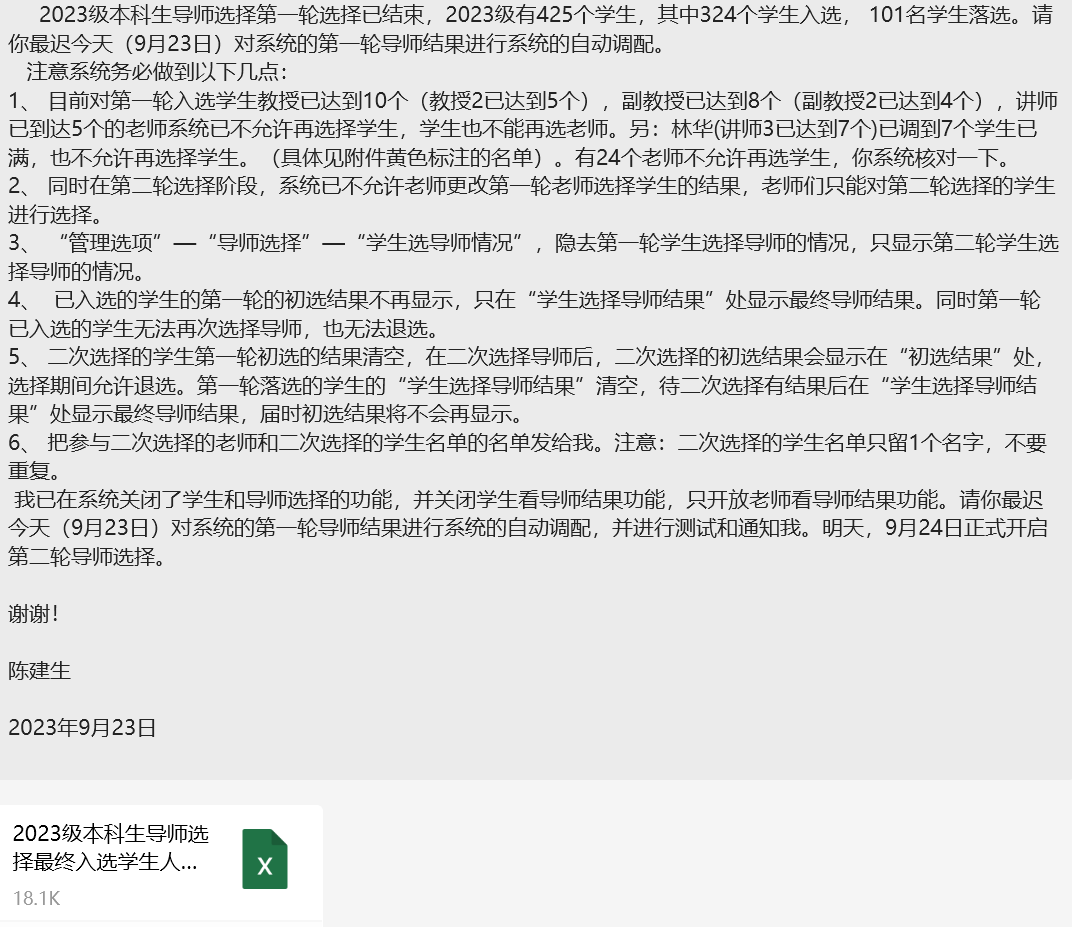 2023级本科生导师选择第一轮选择已结束，2023级有425个学生，其中324个学生入选， 101名学生落选。请
你最迟今天（9月23日）对系统的第一轮导师结果进行系统的自动调配。
注意系统务必做到以下几点：
1、 目前对第一轮入选学生教授已达到10个（教授2已达到5个），副教授已达到8个（副教授2已达到4个），讲师
已到达5个的老师系统已不允许再选择学生，学生也不能再选老师。另：林华(讲师3已达到7个)已调到7个学生已
满，也不允许再选择学生。（具体见附件黄色标注的名单）。有24个老师不允许再选学生，你系统核对一下。
2、 同时在第二轮选择阶段，系统已不允许老师更改第一轮老师选择学生的结果，老师们只能对第二轮选择的学生
进行选择。
3、 “管理选项”—“导师选择”—“学生选导师情况”，隐去第一轮学生选择导师的情况，只显示第二轮学生选
择导师的情况。
4、 已入选的学生的第一轮的初选结果不再显示，只在“学生选择导师结果”处显示最终导师结果。同时第一轮
已入选的学生无法再次选择导师，也无法退选。
5、 二次选择的学生第一轮初选的结果清空，在二次选择导师后，二次选择的初选结果会显示在“初选结果”处，
选择期间允许退选。第一轮落选的学生的“学生选择导师结果”清空，待二次选择有结果后在“学生选择导师结
果”处显示最终导师结果，届时初选结果将不会再显示。
6、 把参与二次选择的老师和二次选择的学生名单的名单发给我。注意：二次选择的学生名单只留1个名字，不要
重复。
我已在系统关闭了学生和导师选择的功能，并关闭学生看导师结果功能，只开放老师看导师结果功能。请你最迟
今天（9月23日）对系统的第一轮导师结果进行系统的自动调配，并进行测试和通知我。明天，9月24日正式开启
第二轮导师选择。
谢谢！
陈建生
2023年9月23日
2023级本科生导师选
择最终入选学生人...
X
18.1K